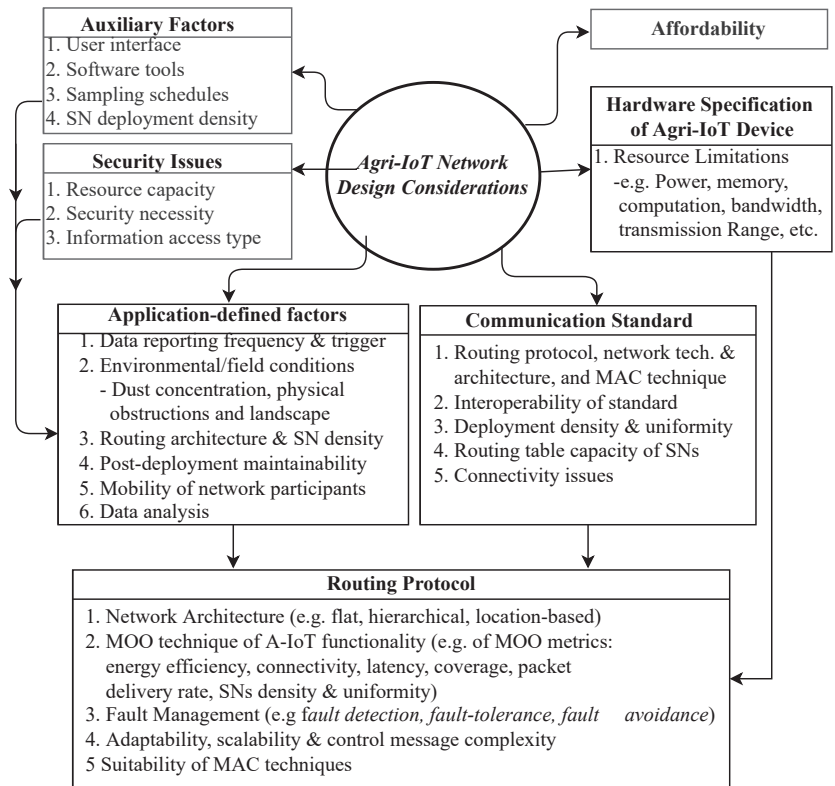 Auxiliary Factors
1. User interface
2. Software tools
3. Sampling schedules
4. SN deployment density
Affordability
Security Issues
1. Resource capacity
2. Security necessity
3. Information access type
Agri-IoT Network
Design Considerations
Hardware Specification
of Agri-IoT Device
1. Resource Limitations
-e.g. Power, memory,
computation, bandwidth,
transmission Range, etc.
Application-defined factors
1. Data reporting frequency & trigger
2. Environmental/field conditions
- Dust concentration, physical
obstructions and landscape
3. Routing architecture & SN density
4. Post-deployment maintainability
5. Mobility of network participants
6. Data analysis
Communication Standard
1. Routing protocol, network tech. &
architecture, and MAC technique
2. Interoperability of standard
3. Deployment density & uniformity
4. Routing table capacity of SNs
5. Connectivity issues
Routing Protocol
1. Network Architecture (e.g. flat, hierarchical, location-based)
2. MOO technique of A-IoT functionality (e.g. of MOO metrics:
energy efficiency, connectivity, latency, coverage, packet
delivery rate, SNs density & uniformity)
3. Fault Management (e.g fault detection, fault-tolerance, fault avoidance)
4. Adaptability, scalability & control message complexity
5 Suitability of MAC techniques